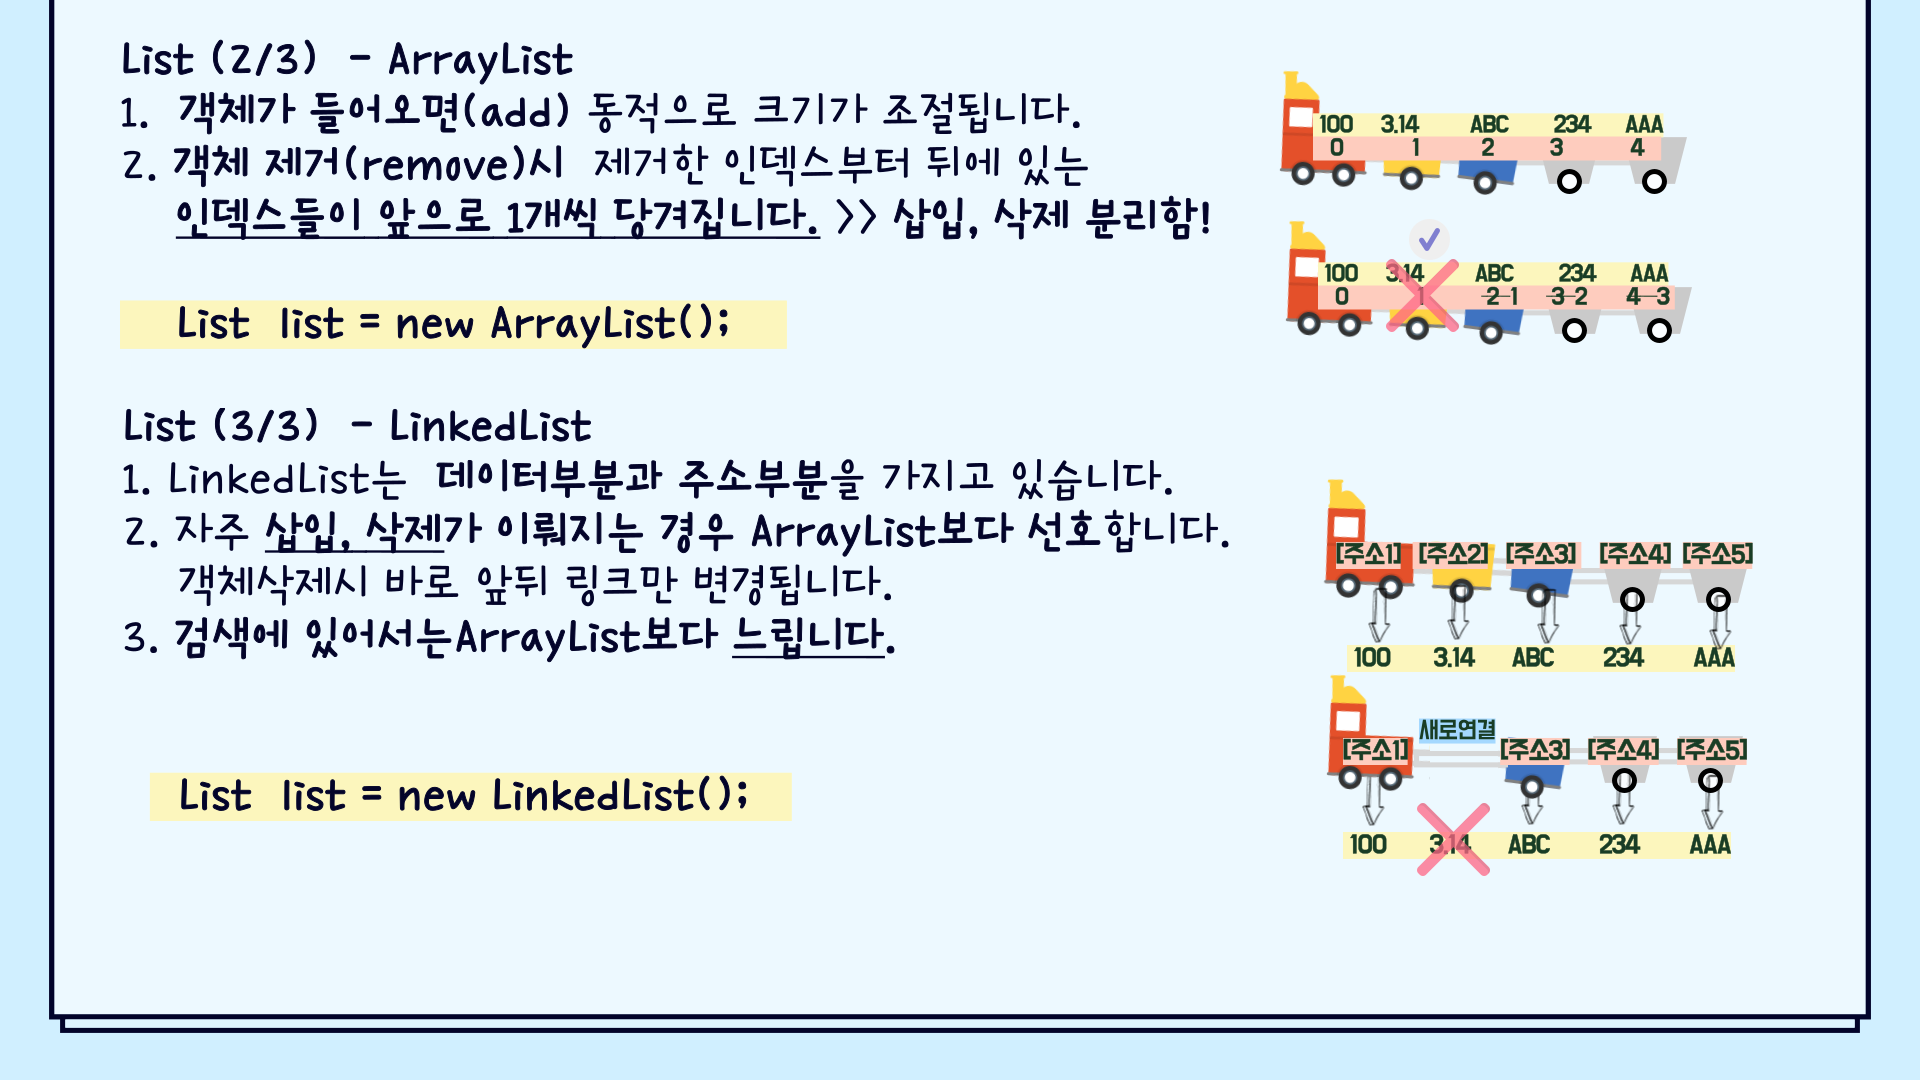 List (2/3) - ArrayList
1. 객체가 들어오면(add) 동적으로 크기가 조절됩니다.
2. 객체 제거(remove)시 제거한 인덱스부터 뒤에 있는
인덱스들이 앞으로 1개씩 당겨집니다. >> 삽입, 삭제 분리함!
List list = new ArrayList();
100 3.14 ABC 234 AAA
0 1 2 3 4
100 3.14 ABC 234 AAA
0 1 2 1 3 2 4 3
List (3/3) - LinkedList
1. LinkedList는 데이터부분과 주소부분을 가지고 있습니다.
2. 자주 삽입, 삭제가 이뤄지는 경우 ArrayList보다 선호합니다.
객체삭제시 바로 앞뒤 링크만 변경됩니다.
3. 검색에 있어서는ArrayList보다 느립니다.
List list = new LinkedList();
[주소1] [주소2] [주소3] [주소4] [주소5]
100 3.14 ABC 234 AAA
새로연결
[주소1] [주소3] [주소4] [주소5]
100 3.14 ABC 234 AAA